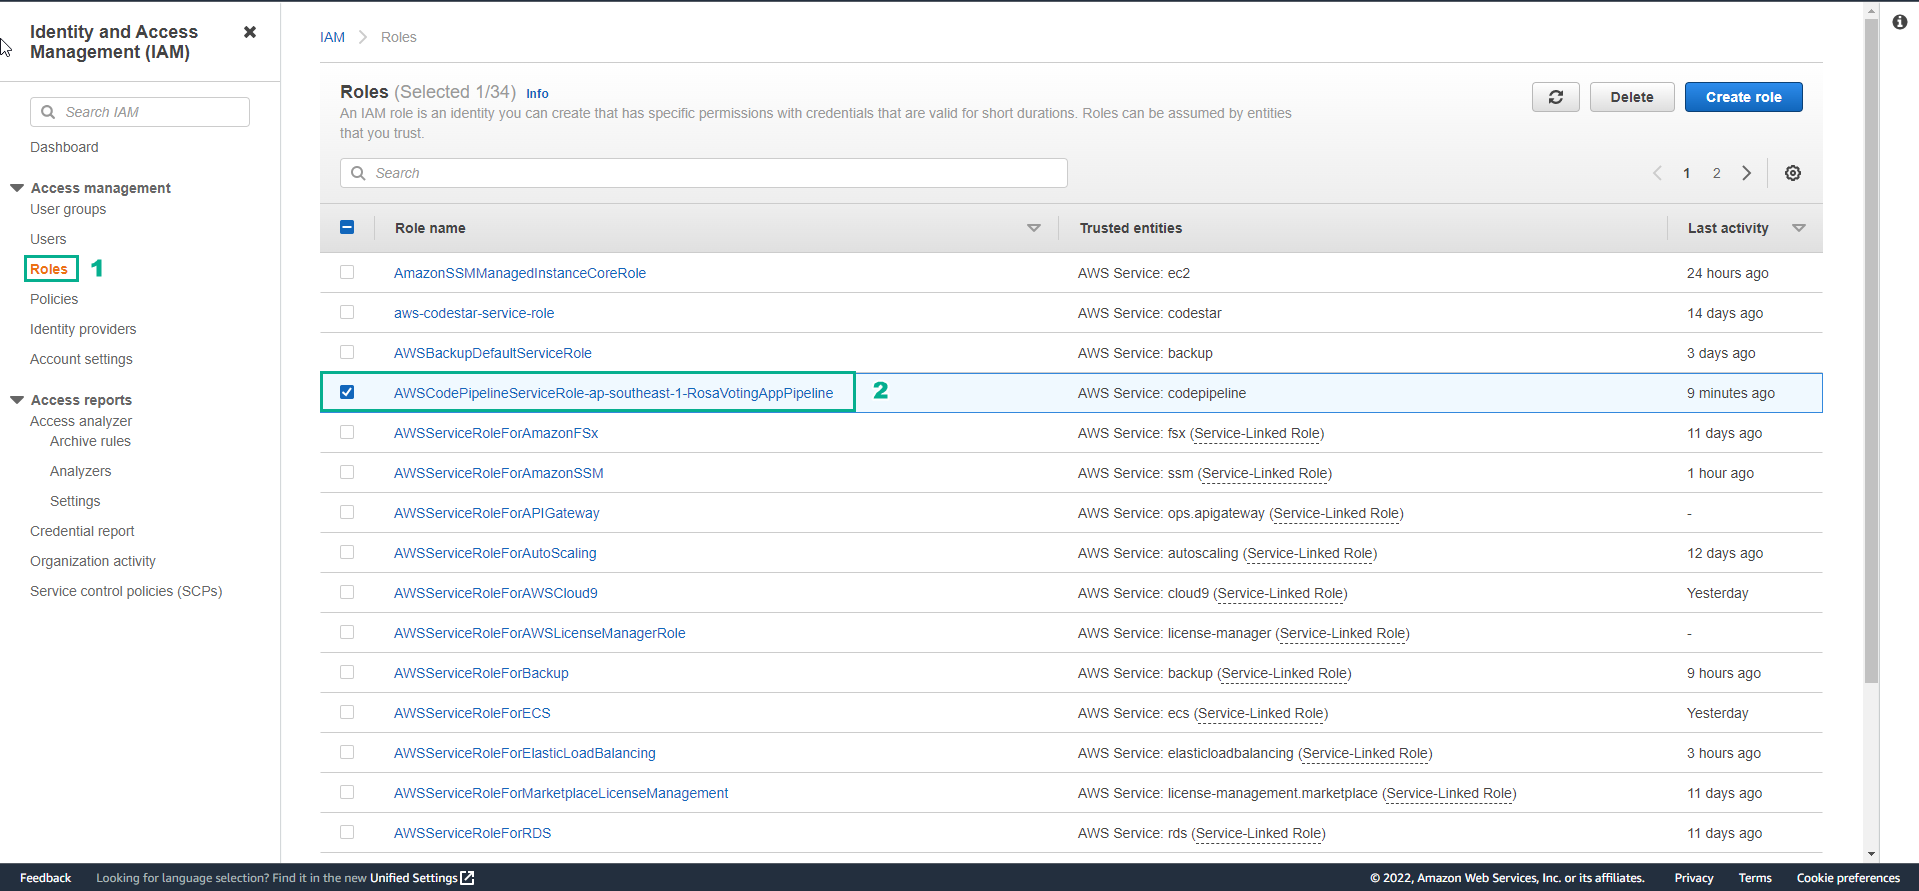 Identity and Access
Management (IAM)
Search IAM
Dashboard
Access management
User groups
Users
Roles 1
Policies
Identity providers
Account settings
Access reports
Access analyzer
Archive rules
Analyzers
Settings
Credential report
Organization activity
Service control policies (SCPs)
IAM Roles
Roles (Selected 1/34) Info
An IAM role is an identity you can create that has specific permissions with credentials that are valid for short durations. Roles can be assumed by entities
that you trust.
Delete Create role
Search
1 2
Role name Trusted entities Last activity
AmazonSSMManagedInstanceCoreRole AWS Service: ec2 24 hours ago
aws-codestar-service-role AWS Service: codestar 14 days ago
AWSBackupDefaultServiceRole AWS Service: backup 3 days ago
AWSCodePipelineServiceRole-ap-southeast-1-RosaVotingAppPipeline 2 AWS Service: codepipeline 9 minutes ago
AWSServiceRoleForAmazonFSx AWS Service: fsx (Service-Linked Role) 11 days ago
AWSServiceRoleForAmazonSSM AWS Service: ssm (Service-Linked Role) 1 hour ago
AWSServiceRoleForAPIGateway AWS Service: ops.apigateway (Service-Linked Role) -
AWSServiceRoleForAutoScaling AWS Service: autoscaling (Service-Linked Role) 12 days ago
AWSServiceRoleForAWSCloud9 AWS Service: cloud9 (Service-Linked Role) Yesterday
AWSServiceRoleForAWSLicenseManagerRole AWS Service: license-manager (Service-Linked Role) -
AWSServiceRoleForBackup AWS Service: backup (Service-Linked Role) 9 hours ago
AWSServiceRoleForECS AWS Service: ecs (Service-Linked Role) Yesterday
AWSServiceRoleForElasticLoadBalancing AWS Service: elasticloadbalancing (Service-Linked Role) 3 hours ago
AWSServiceRoleForMarketplaceLicenseManagement AWS Service: license-management.marketplace (Service-Linked Role) 11 days ago
AWSServiceRoleForRDS AWS Service: rds (Service-Linked Role) 11 days ago
Feedback Looking for language selection? Find it in the new Unified Settings © 2022, Amazon Web Services, Inc. or its affiliates. Privacy Terms Cookie preferences